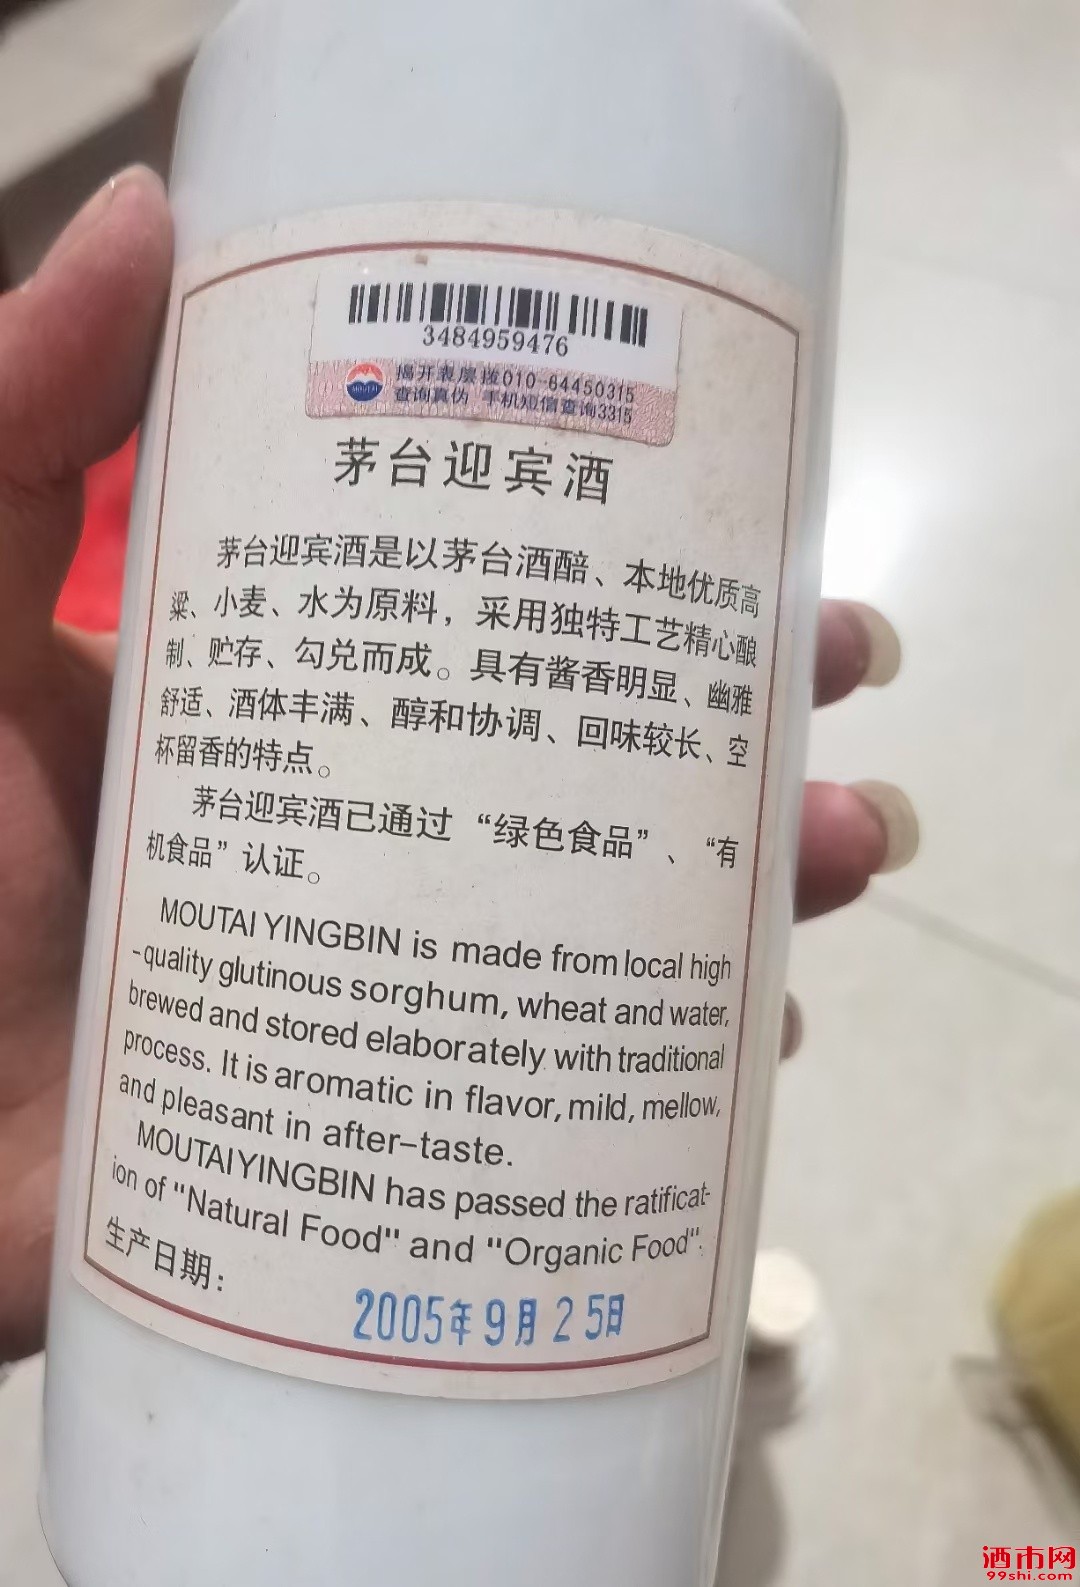 3484959476
揭开表层拨010-84450315
MOUTAI
查询真伪 手机短信查询3315
茅台迎宾酒
茅台迎宾酒是以茅台酒醅、本地优质高
粱、小麦、水为原料，采用独特工艺精心酿
制、贮存、勾兑而成。具有酱香明显、幽雅
舒适、酒体丰满、醇和协调、回味较长、空
杯留香的特点。
茅台迎宾酒已通过“绿色食品”、“有
机食品”认证。
MOUTAI YINGBIN is made from local high
-quality glutinous sorghum, wheat and water,
brewed and stored elaborately with traditional
process. It is aromatic in flavor, mild, mellow,
and pleasant in after-taste.
MOUTAI YINGBIN has passed the ratificat-
ion of "Natural Food" and "Organic Food".
生产日期：
2005年9月25日
酒市网
99shi.com